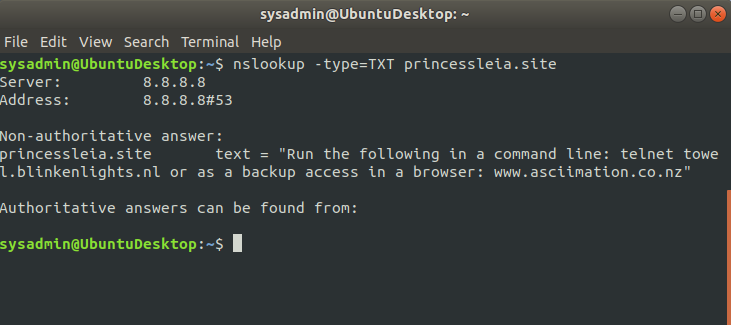 sysadmin@UbuntuDesktop: ~
File Edit View Search Terminal Help
sysadmin@UbuntuDesktop:~$ nslookup -type=TXT princessleia.site
Server:         8.8.8.8
Address:        8.8.8.8#53
Non-authoritative answer:
princessleia.site       text = "Run the following in a command line: telnet towe
l.blinkenlights.nl or as a backup access in a browser: www.asciimation.co.nz"
Authoritative answers can be found from:
sysadmin@UbuntuDesktop:~$